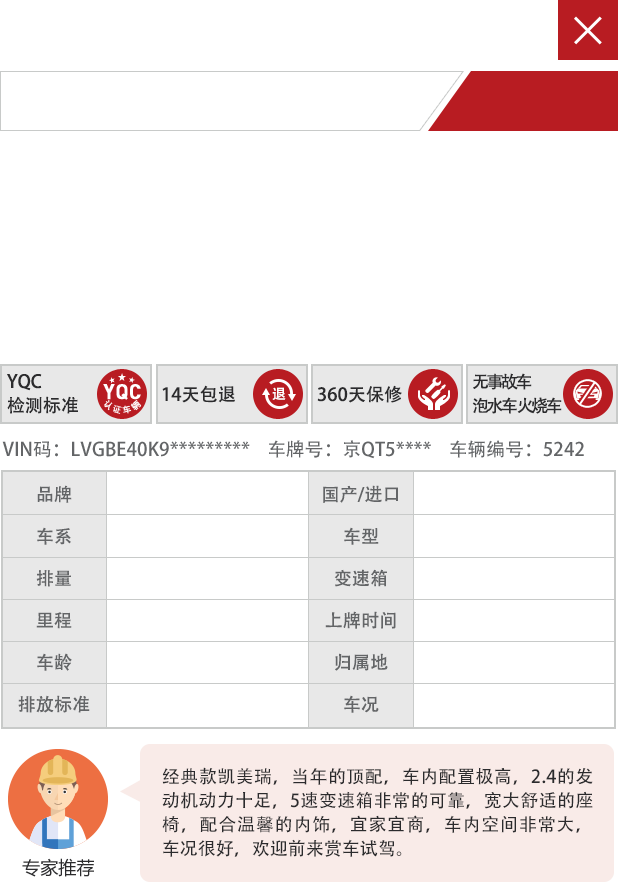 YQC
检测标准
YQC
认证车辆
14天包退
退
360天保修
无事故车
泡水车火烧车
VIN码：LVGBE40K9********* 车牌号：京QT5**** 车辆编号：5242
品牌 国产/进口
车系 车型
排量 变速箱
里程 上牌时间
车龄 归属地
排放标准 车况
专家推荐
经典款凯美瑞，当年的顶配，车内配置极高，2.4的发
动机动力十足，5速变速箱非常的可靠，宽大舒适的座
椅，配合温馨的内饰，宜家宜商，车内空间非常大，
车况很好，欢迎前来赏车试驾。